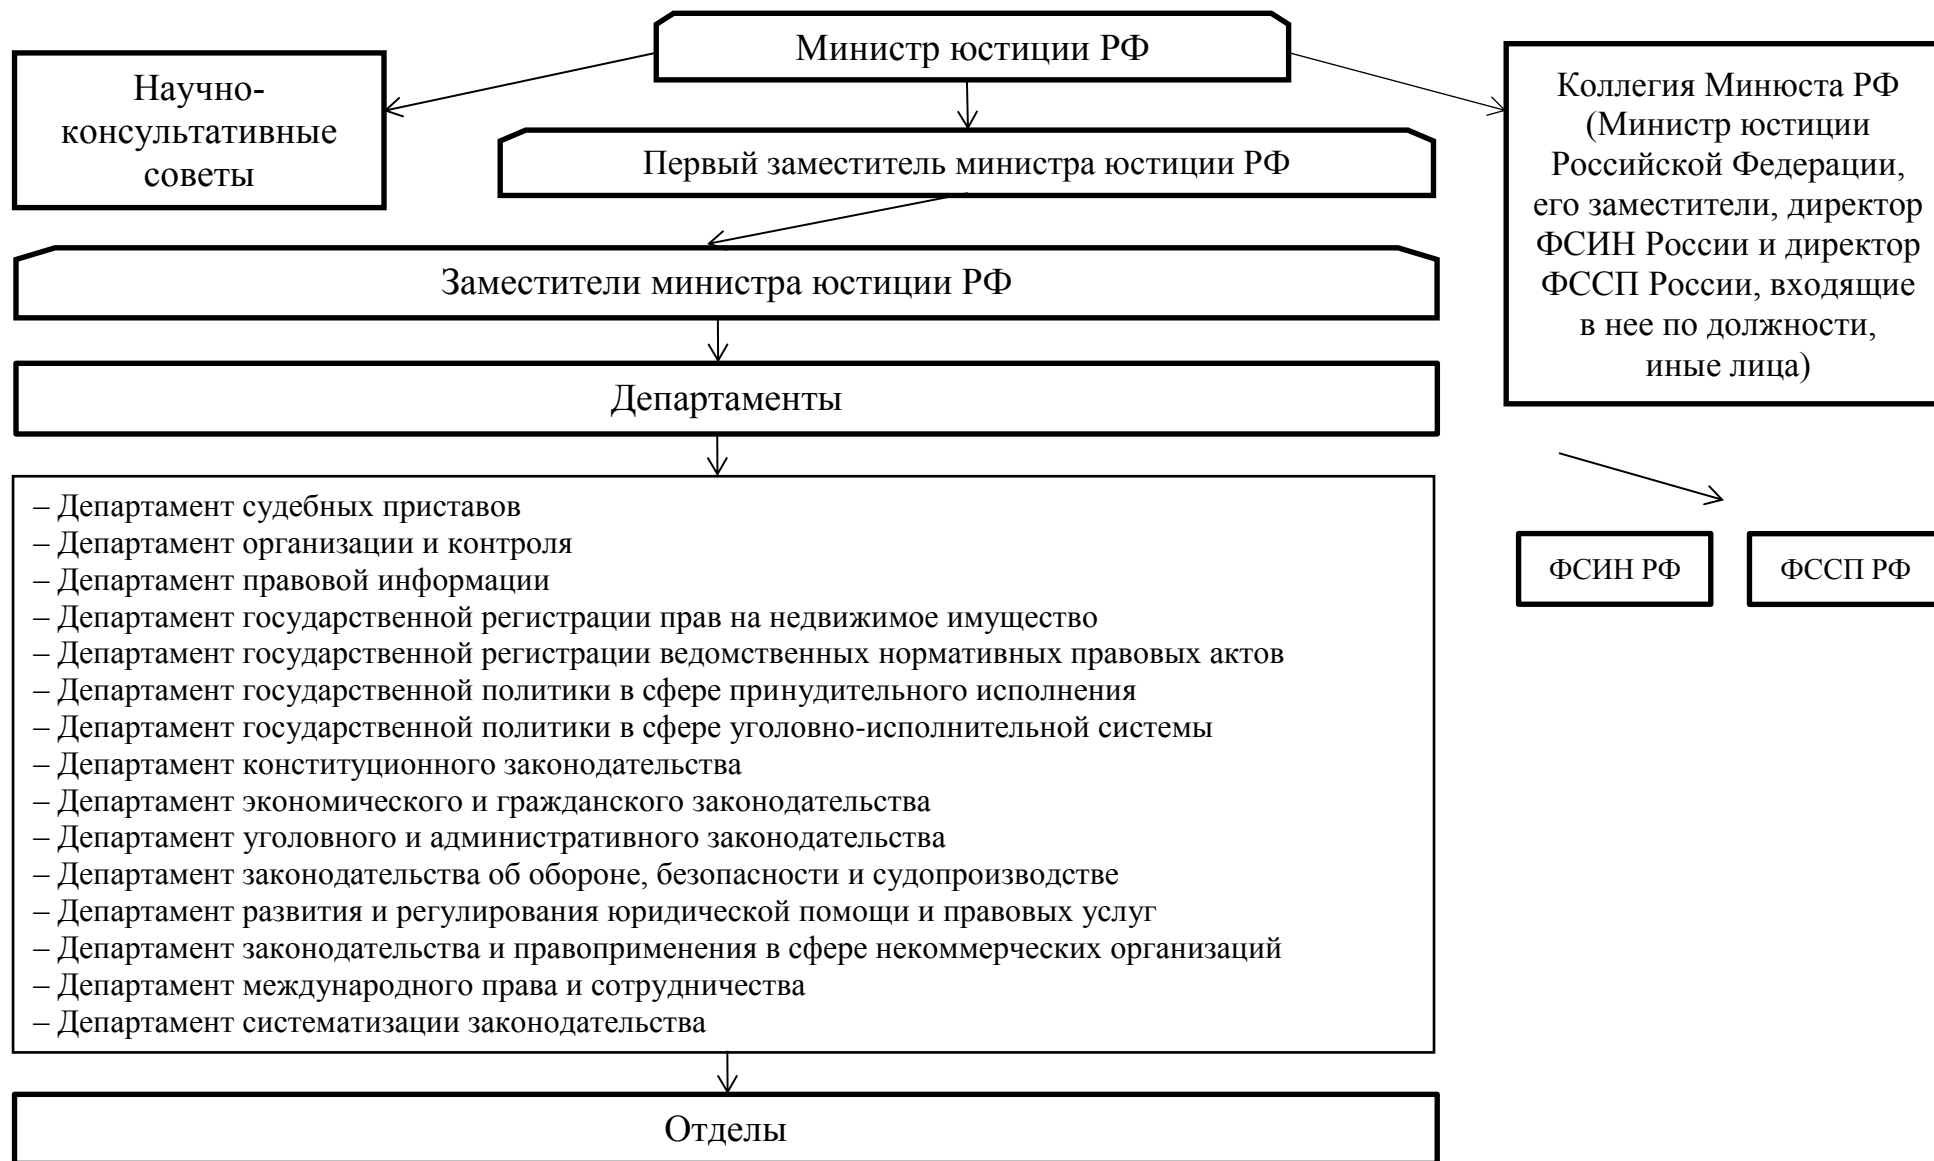 Министр юстиции РФ
Научно-
консультативные
советы
Коллегия Минюста РФ
(Министр юстиции
Российской Федерации,
его заместители, директор
ФСИН России и директор
ФССП России, входящие
в нее по должности,
иные лица)
Первый заместитель министра юстиции РФ
Заместители министра юстиции РФ
Департаменты
– Департамент судебных приставов
– Департамент организации и контроля
– Департамент правовой информации
– Департамент государственной регистрации прав на недвижимое имущество
– Департамент государственной регистрации ведомственных нормативных правовых актов
– Департамент государственной политики в сфере принудительного исполнения
– Департамент государственной политики в сфере уголовно-исполнительной системы
– Департамент конституционного законодательства
– Департамент экономического и гражданского законодательства
– Департамент уголовного и административного законодательства
– Департамент законодательства об обороне, безопасности и судопроизводстве
– Департамент развития и регулирования юридической помощи и правовых услуг
– Департамент законодательства и правоприменения в сфере некоммерческих организаций
– Департамент международного права и сотрудничества
– Департамент систематизации законодательства
ФСИН РФ
ФССП РФ
Отделы